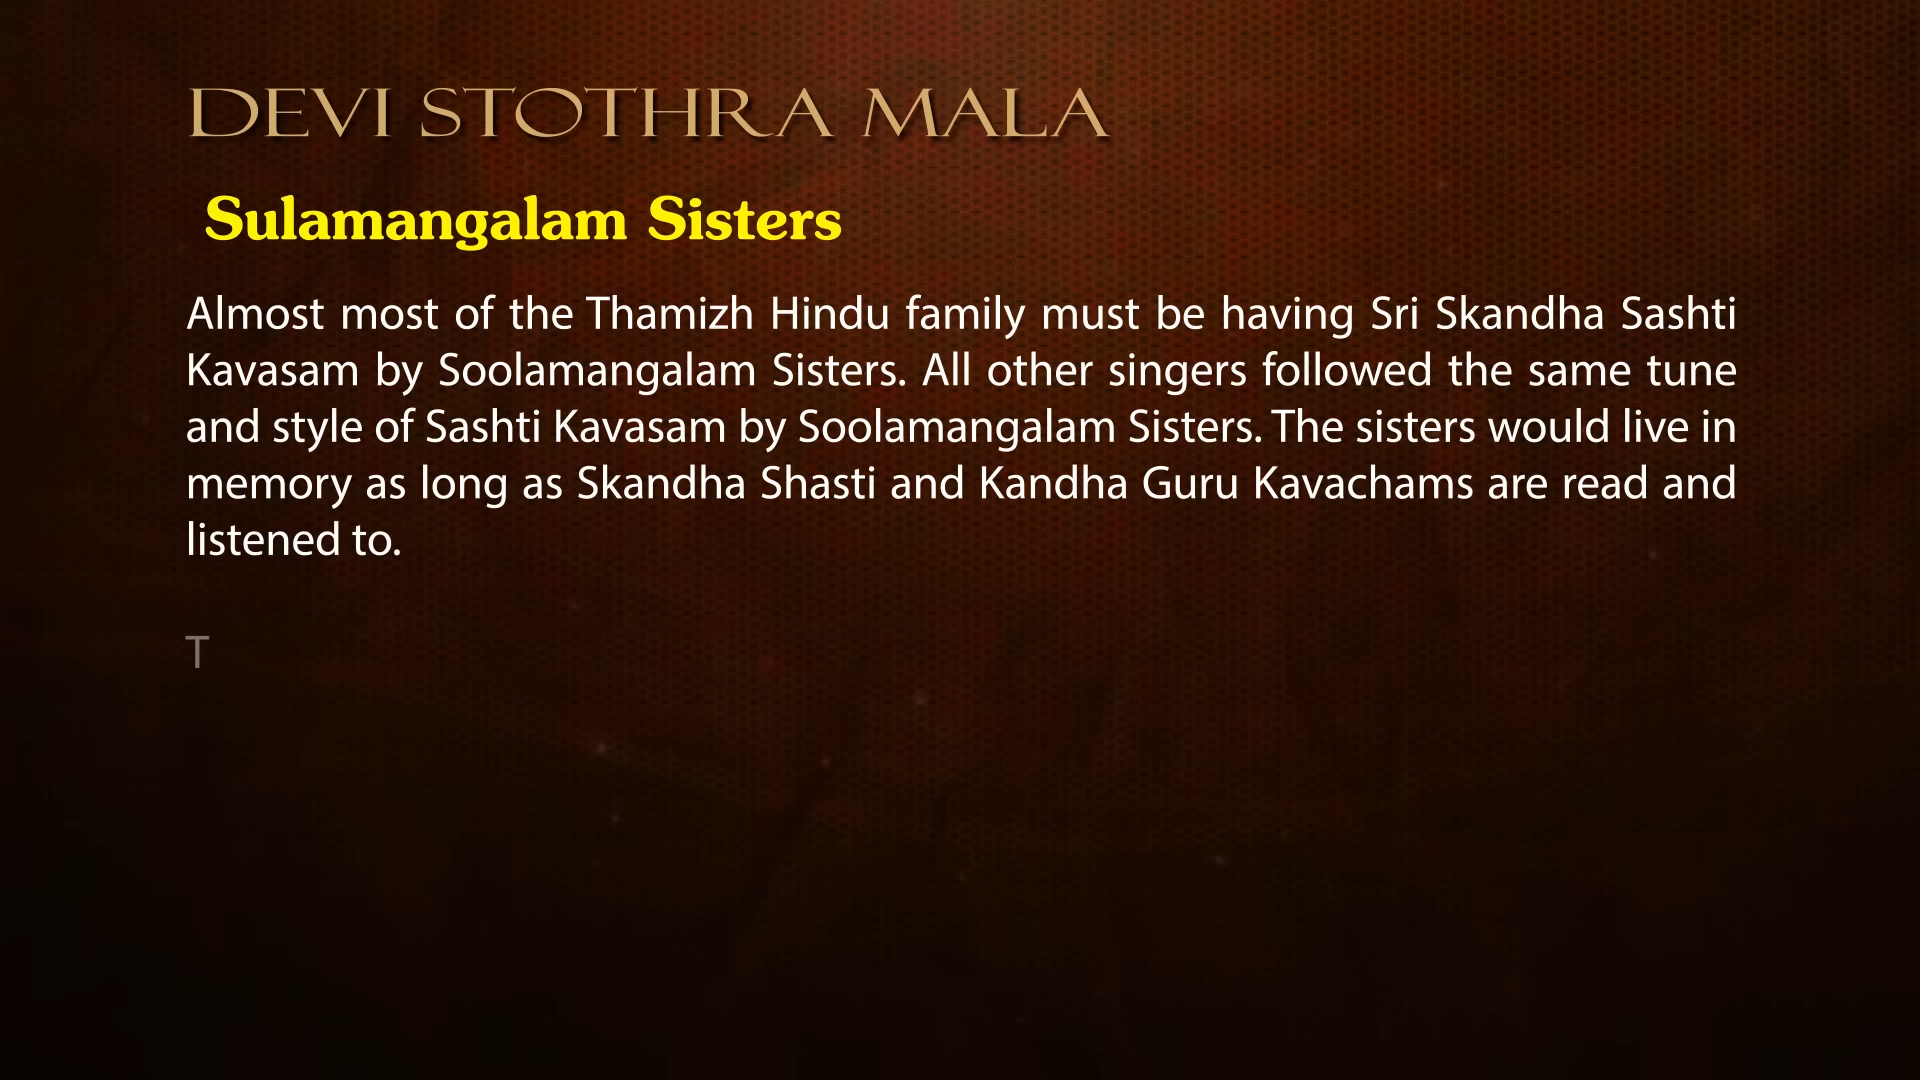 DEVI STOTHRA MALA
Sulamangalam Sisters
Almost most of the Thamizh Hindu family must be having Sri Skandha Sashti
Kavasam by Soolamangalam Sisters. All other singers followed the same tune
and style of Sashti Kavasam by Soolamangalam Sisters. The sisters would live in
memory as long as Skandha Shasti and Kandha Guru Kavachams are read and
listened to.
T